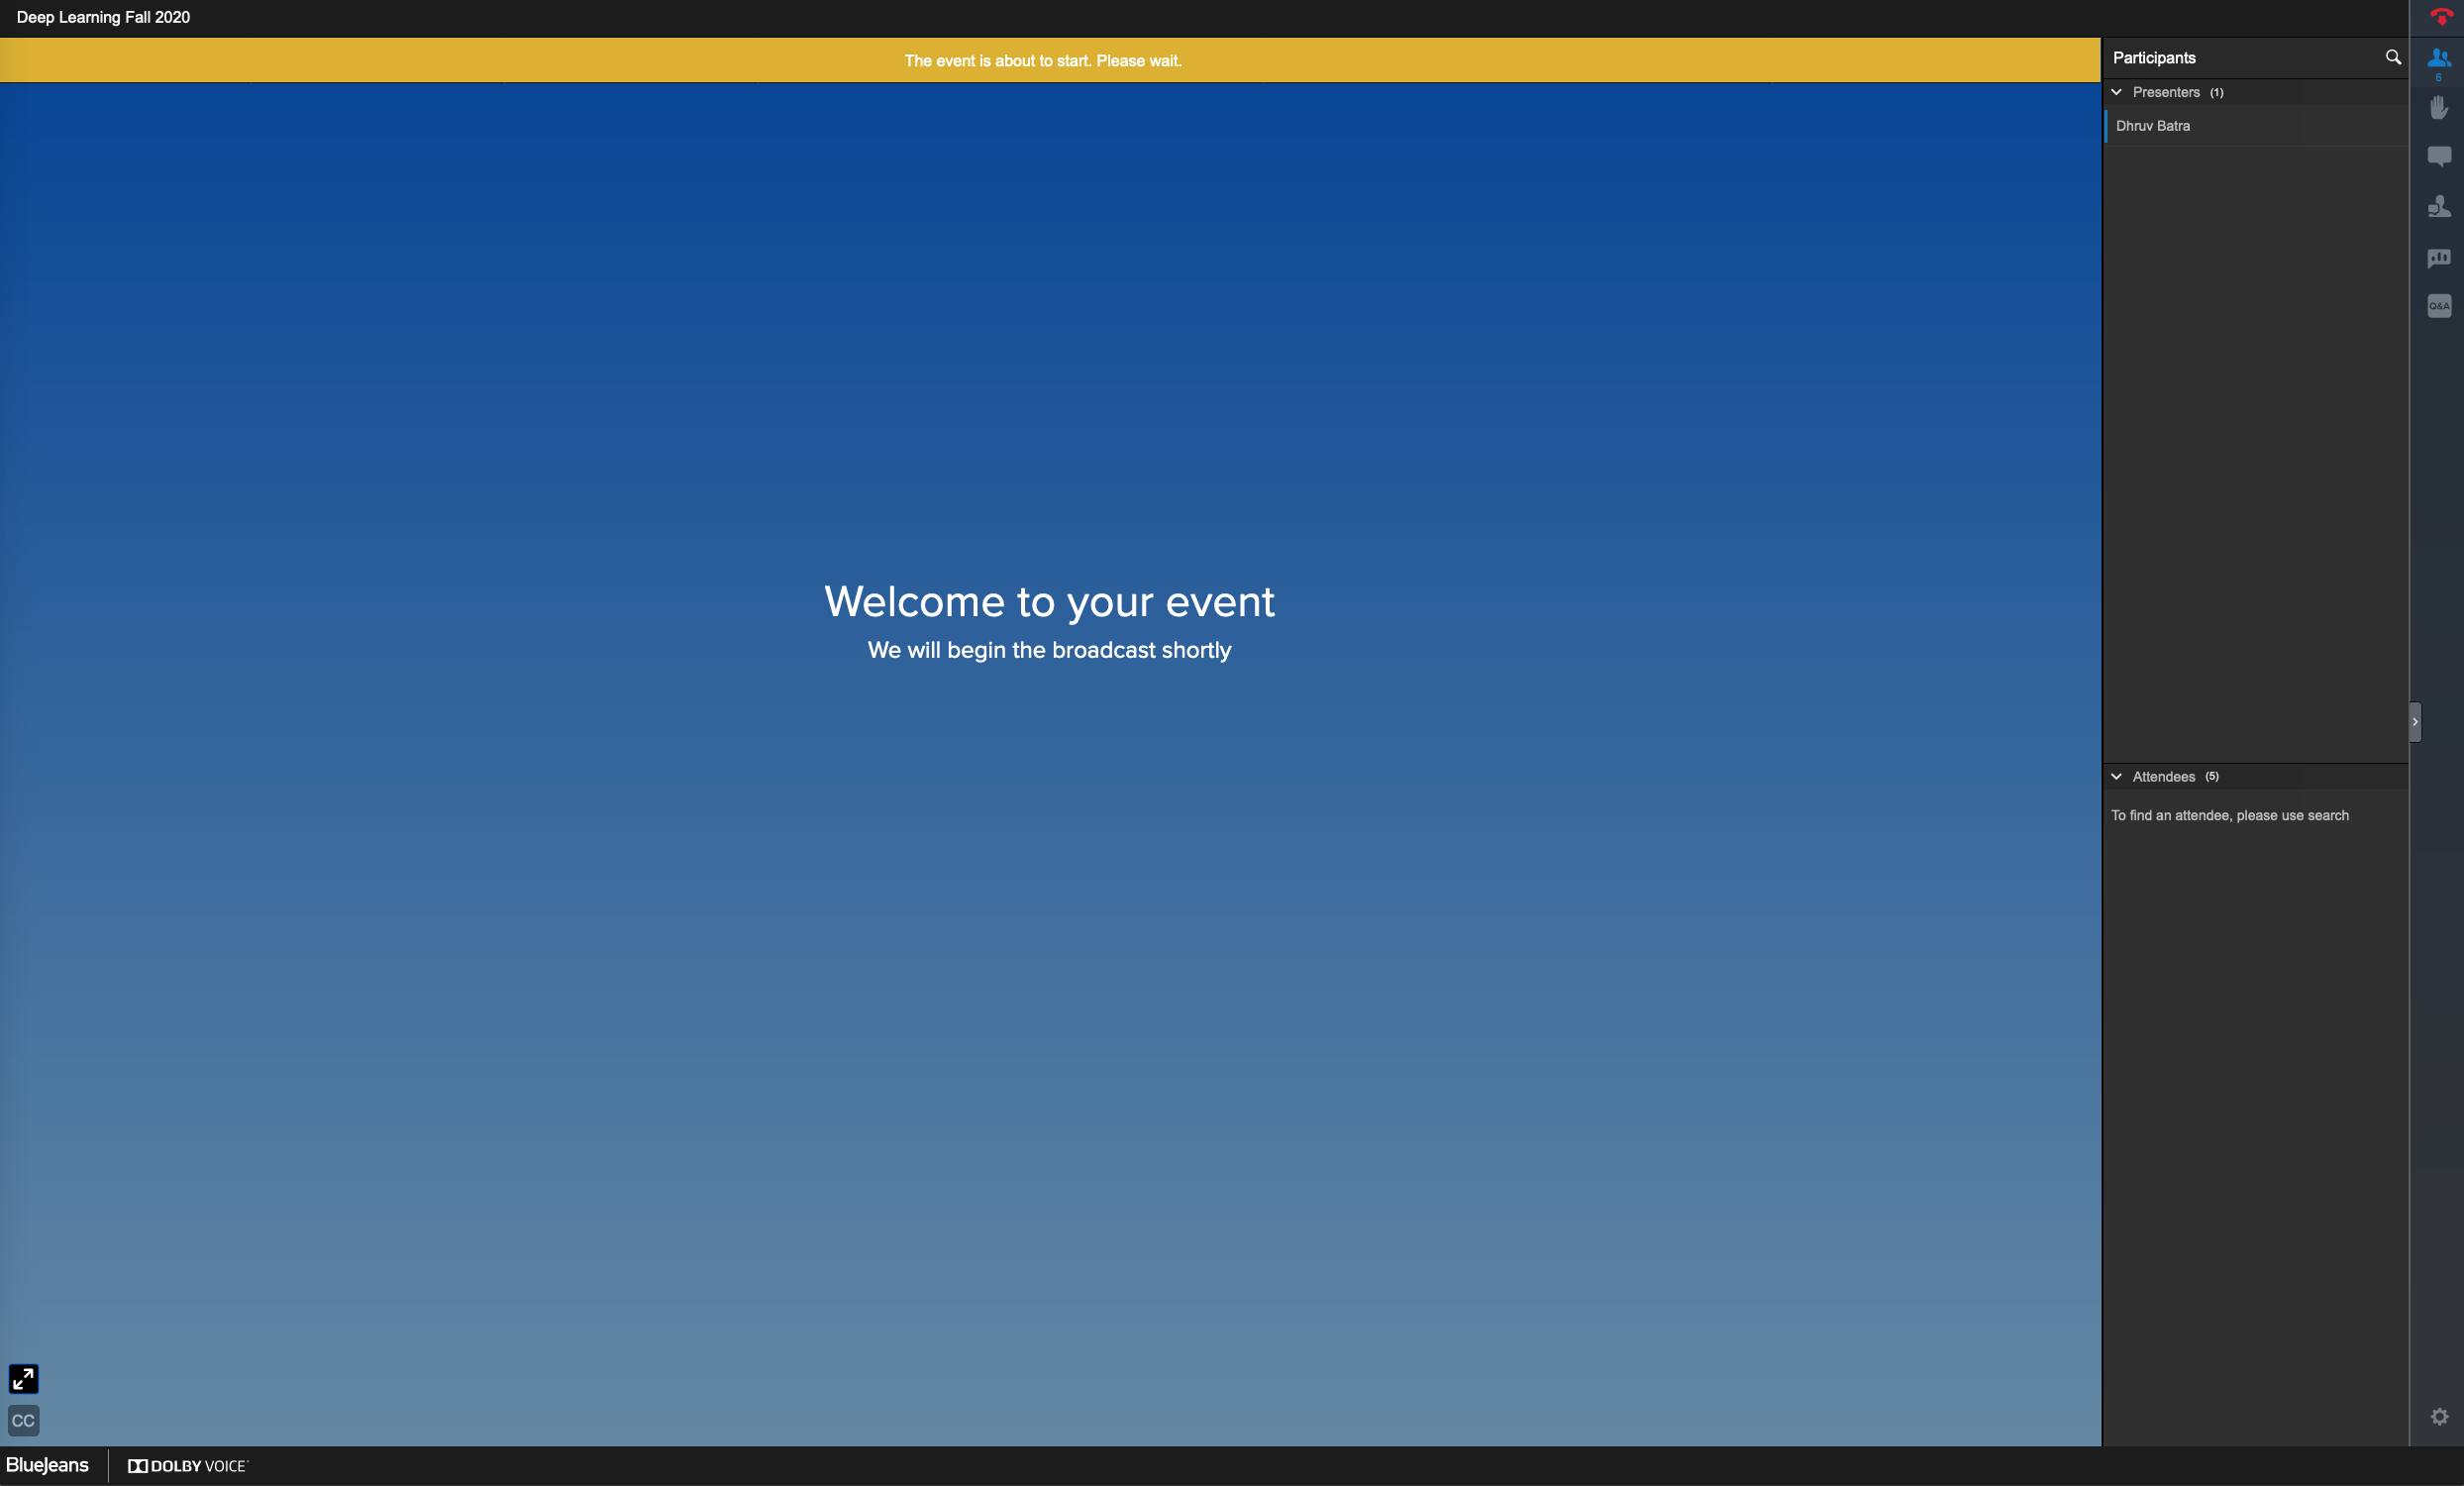 Deep Learning Fall 2020
The event is about to start. Please wait.
Participants
6
Presenters (1)
Dhruv Batra
Q&A
Welcome to your event
We will begin the broadcast shortly
Attendees (5)
To find an attendee, please use search
CC
BlueJeans
DOLBY VOICE